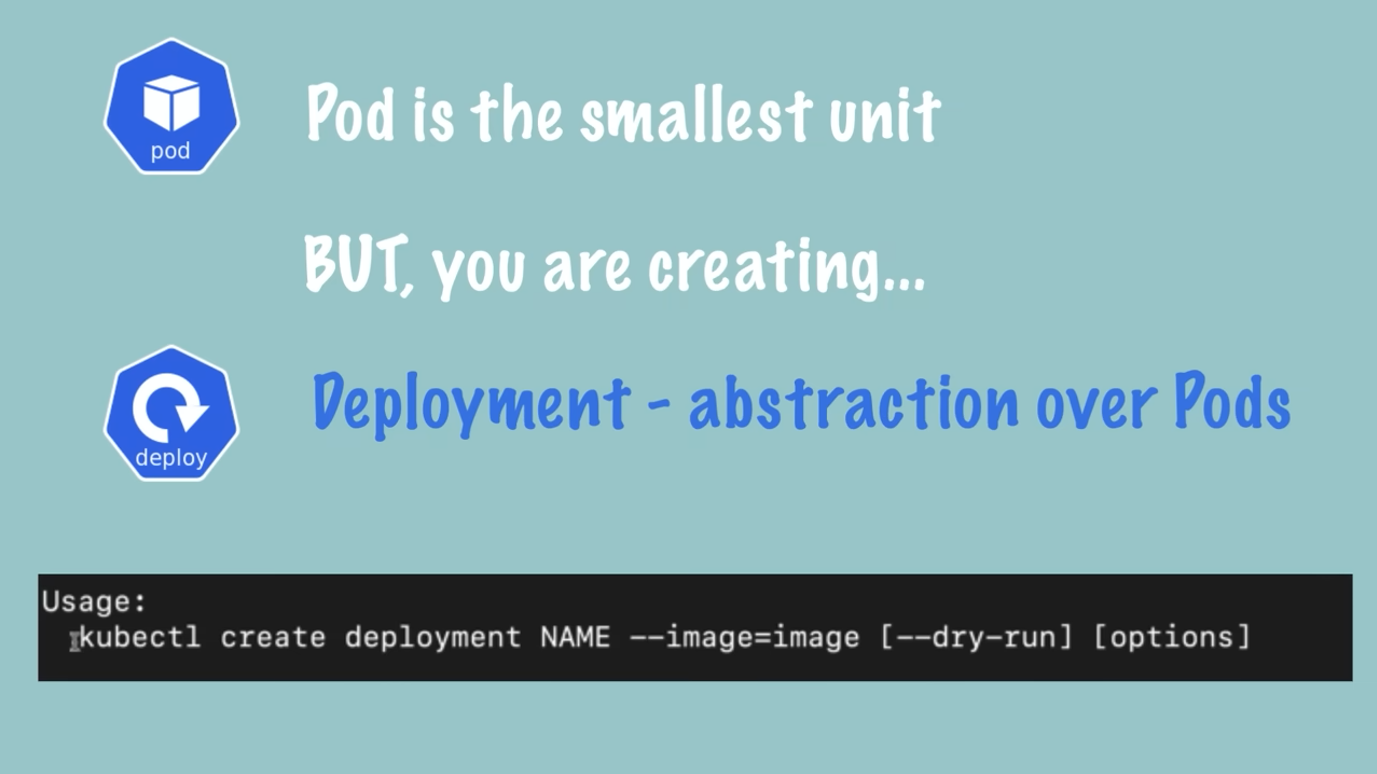 pod
Pod is the smallest unit
BUT, you are creating...
deploy
Deployment - abstraction over Pods
Usage:
kubectl create deployment NAME --image=image [--dry-run] [options]